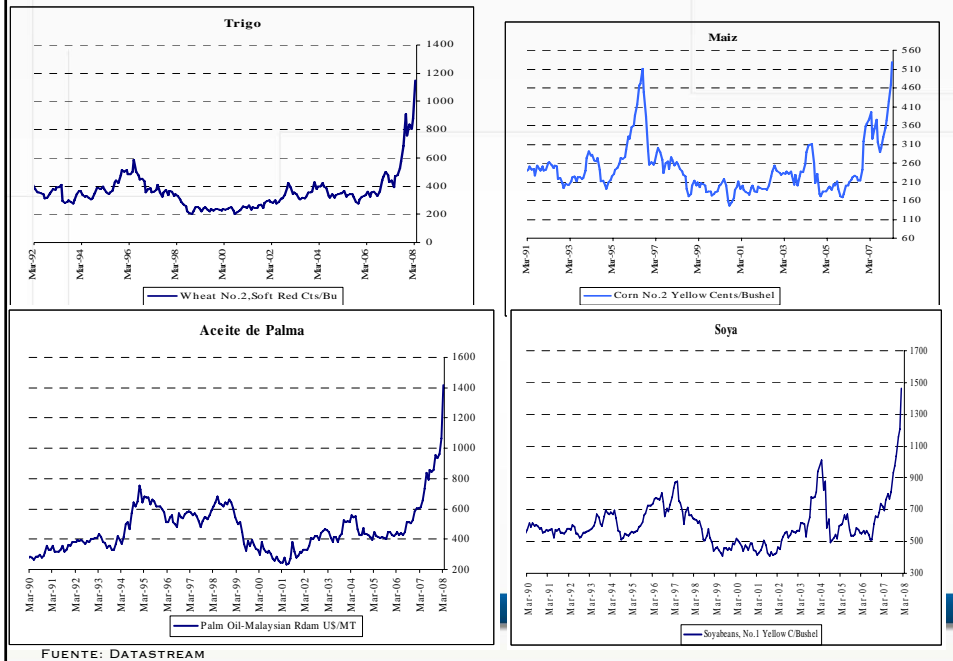 Trigo
1400
1200
1000
800
600
400
200
0
Mar-92
Mar-94
Mar-96
Mar-98
Mar-00
Mar-02
Mar-04
Mar-06
Mar-08
Wheat No.2,Soft Red Cts/Bu
Maiz
560
510
460
410
360
310
260
210
160
110
60
Mar-91
Mar-93
Mar-95
Mar-97
Mar-99
Mar-01
Mar-03
Mar-05
Mar-07
Corn No.2 Yellow Cents/Bushel
Aceite de Palma
1600
1400
1200
1000
800
600
400
200
Mar-90
Mar-91
Mar-92
Mar-93
Mar-94
Mar-95
Mar-96
Mar-97
Mar-98
Mar-99
Mar-00
Mar-01
Mar-02
Mar-03
Mar-04
Mar-05
Mar-06
Mar-07
Mar-08
Palm Oil-Malaysian Rdam U$/MT
Soya
1700
1500
1300
1100
900
700
500
300
Mar-90
Mar-91
Mar-92
Mar-93
Mar-94
Mar-95
Mar-96
Mar-97
Mar-98
Mar-99
Mar-00
Mar-01
Mar-02
Mar-03
Mar-04
Mar-05
Mar-06
Mar-07
Mar-08
Soyabeans, No.1 Yellow C/Bushel
FUENTE: DATASTREAM